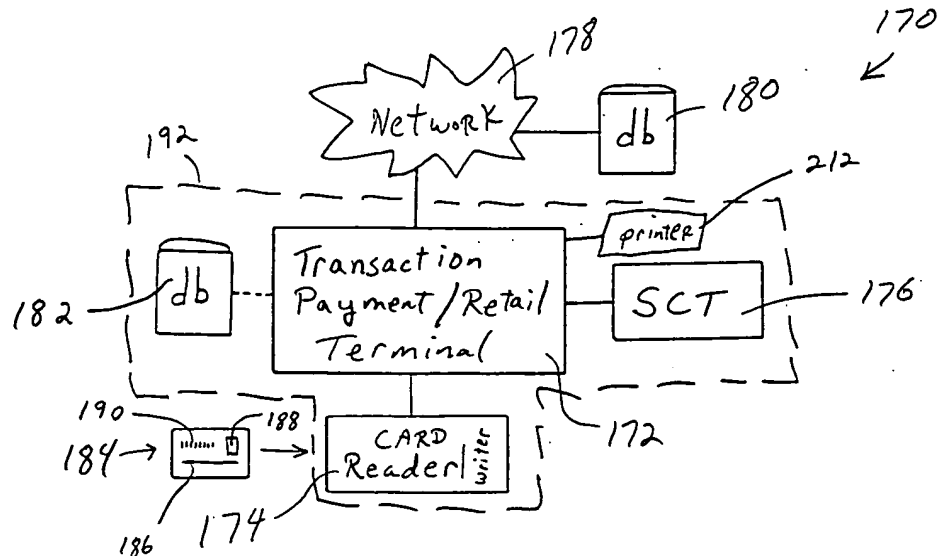 170
178
Network
180
db
192
212
printer
Transaction
Payment/Retail
Terminal
db
182
SCT
176
172
190
188
184
186
CARD
Reader/writer
174